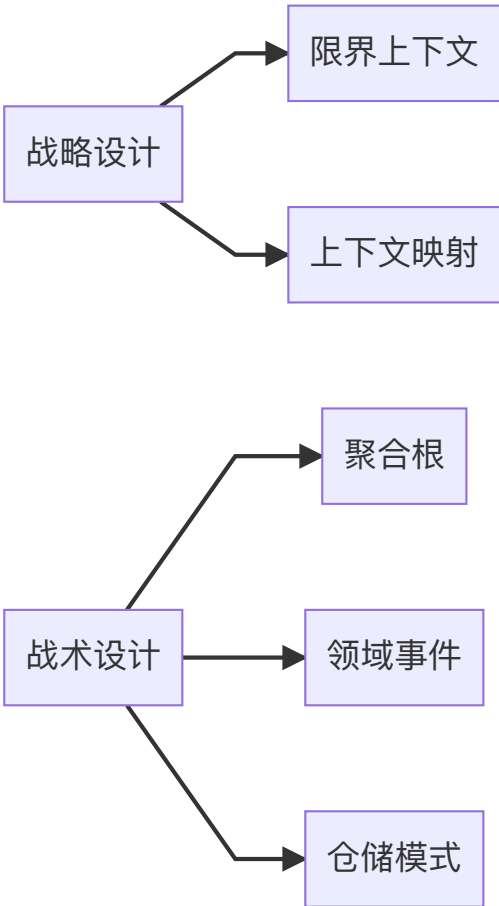 限界上下文
战略设计
上下文映射
聚合根
战术设计
领域事件
仓储模式